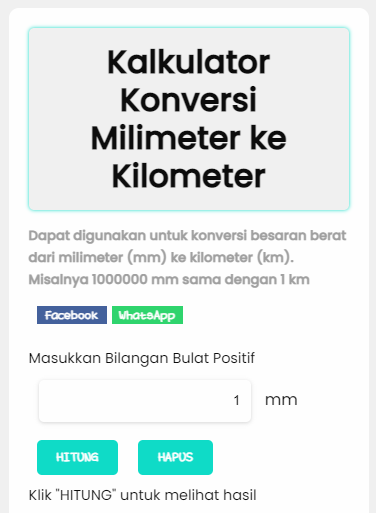 Kalkulator
Konversi
Milimeter ke
Kilometer
Dapat digunakan untuk konversi besaran berat
dari milimeter (mm) ke kilometer (km).
Misalnya 1000000 mm sama dengan 1 km
Facebook WhatsApp
Masukkan Bilangan Bulat Positif
1 mm
HITUNG HAPUS
Klik "HITUNG" untuk melihat hasil